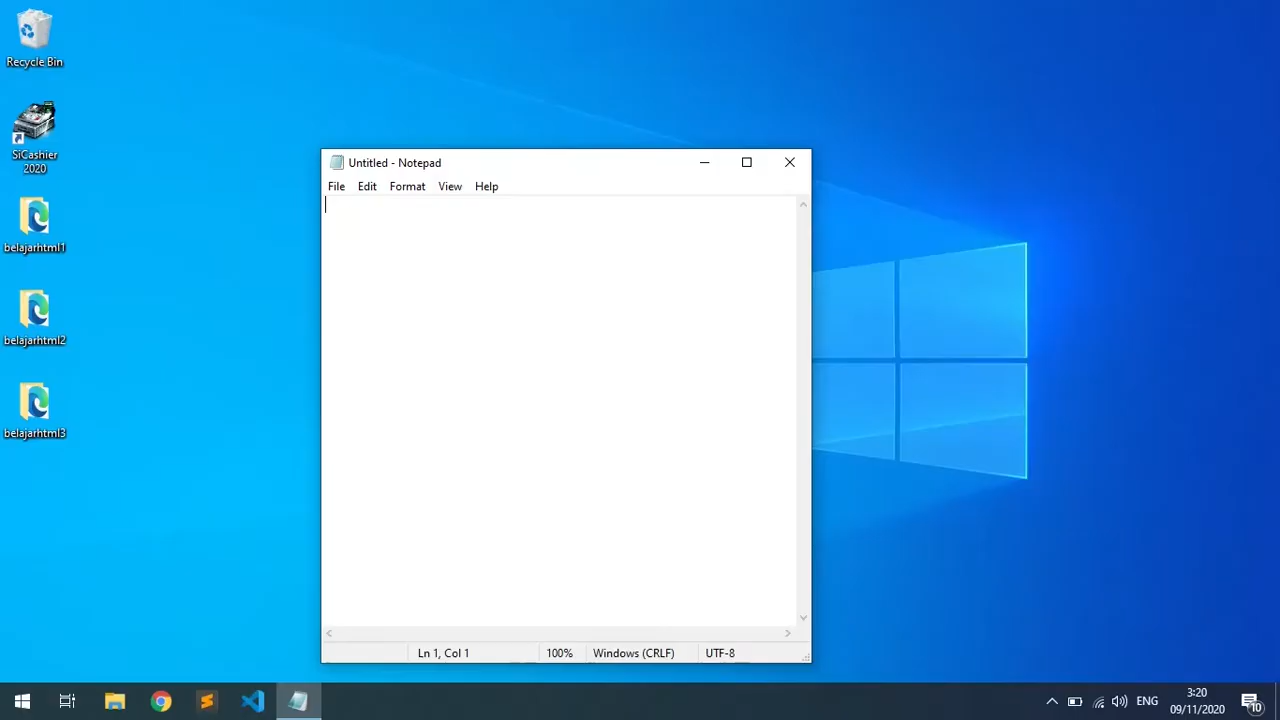 Recycle Bin
SiCashier
2020
belajarhtml1
belajarhtml2
belajarhtml3
Untitled - Notepad
File Edit Format View Help
Ln 1, Col 1 100% Windows (CRLF) UTF-8
ENG
3:20
09/11/2020
10